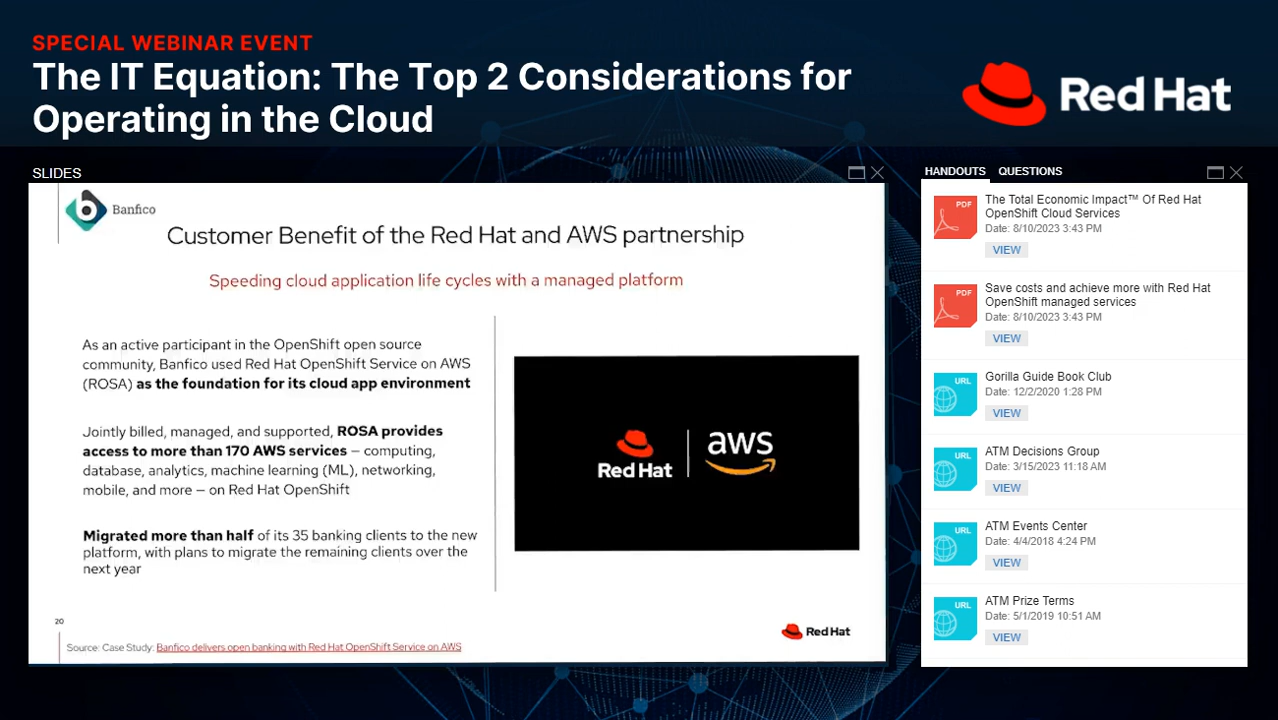 SPECIAL WEBINAR EVENT
The IT Equation: The Top 2 Considerations for
Operating in the Cloud
Red Hat
SLIDES
Banfico
Customer Benefit of the Red Hat and AWS partnership
Speeding cloud application life cycles with a managed platform
As an active participant in the OpenShift open source
community, Banfico used Red Hat OpenShift Service on AWS
(ROSA) as the foundation for its cloud app environment
Jointly billed, managed, and supported, ROSA provides
access to more than 170 AWS services – computing,
database, analytics, machine learning (ML), networking,
mobile, and more – on Red Hat OpenShift
Migrated more than half of its 35 banking clients to the new
platform, with plans to migrate the remaining clients over the
next year
Red Hat
aws
20
Red Hat
Source: Case Study: Banfico delivers open banking with Red Hat OpenShift Service on AWS
HANDOUTS QUESTIONS
PDF
The Total Economic Impact™ Of Red Hat
OpenShift Cloud Services
Date: 8/10/2023 3:43 PM
VIEW
PDF
Save costs and achieve more with Red Hat
OpenShift managed services
Date: 8/10/2023 3:43 PM
VIEW
URL
Gorilla Guide Book Club
Date: 12/2/2020 1:28 PM
VIEW
URL
ATM Decisions Group
Date: 3/15/2023 11:18 AM
VIEW
URL
ATM Events Center
Date: 4/4/2018 4:24 PM
VIEW
URL
ATM Prize Terms
Date: 5/1/2019 10:51 AM
VIEW